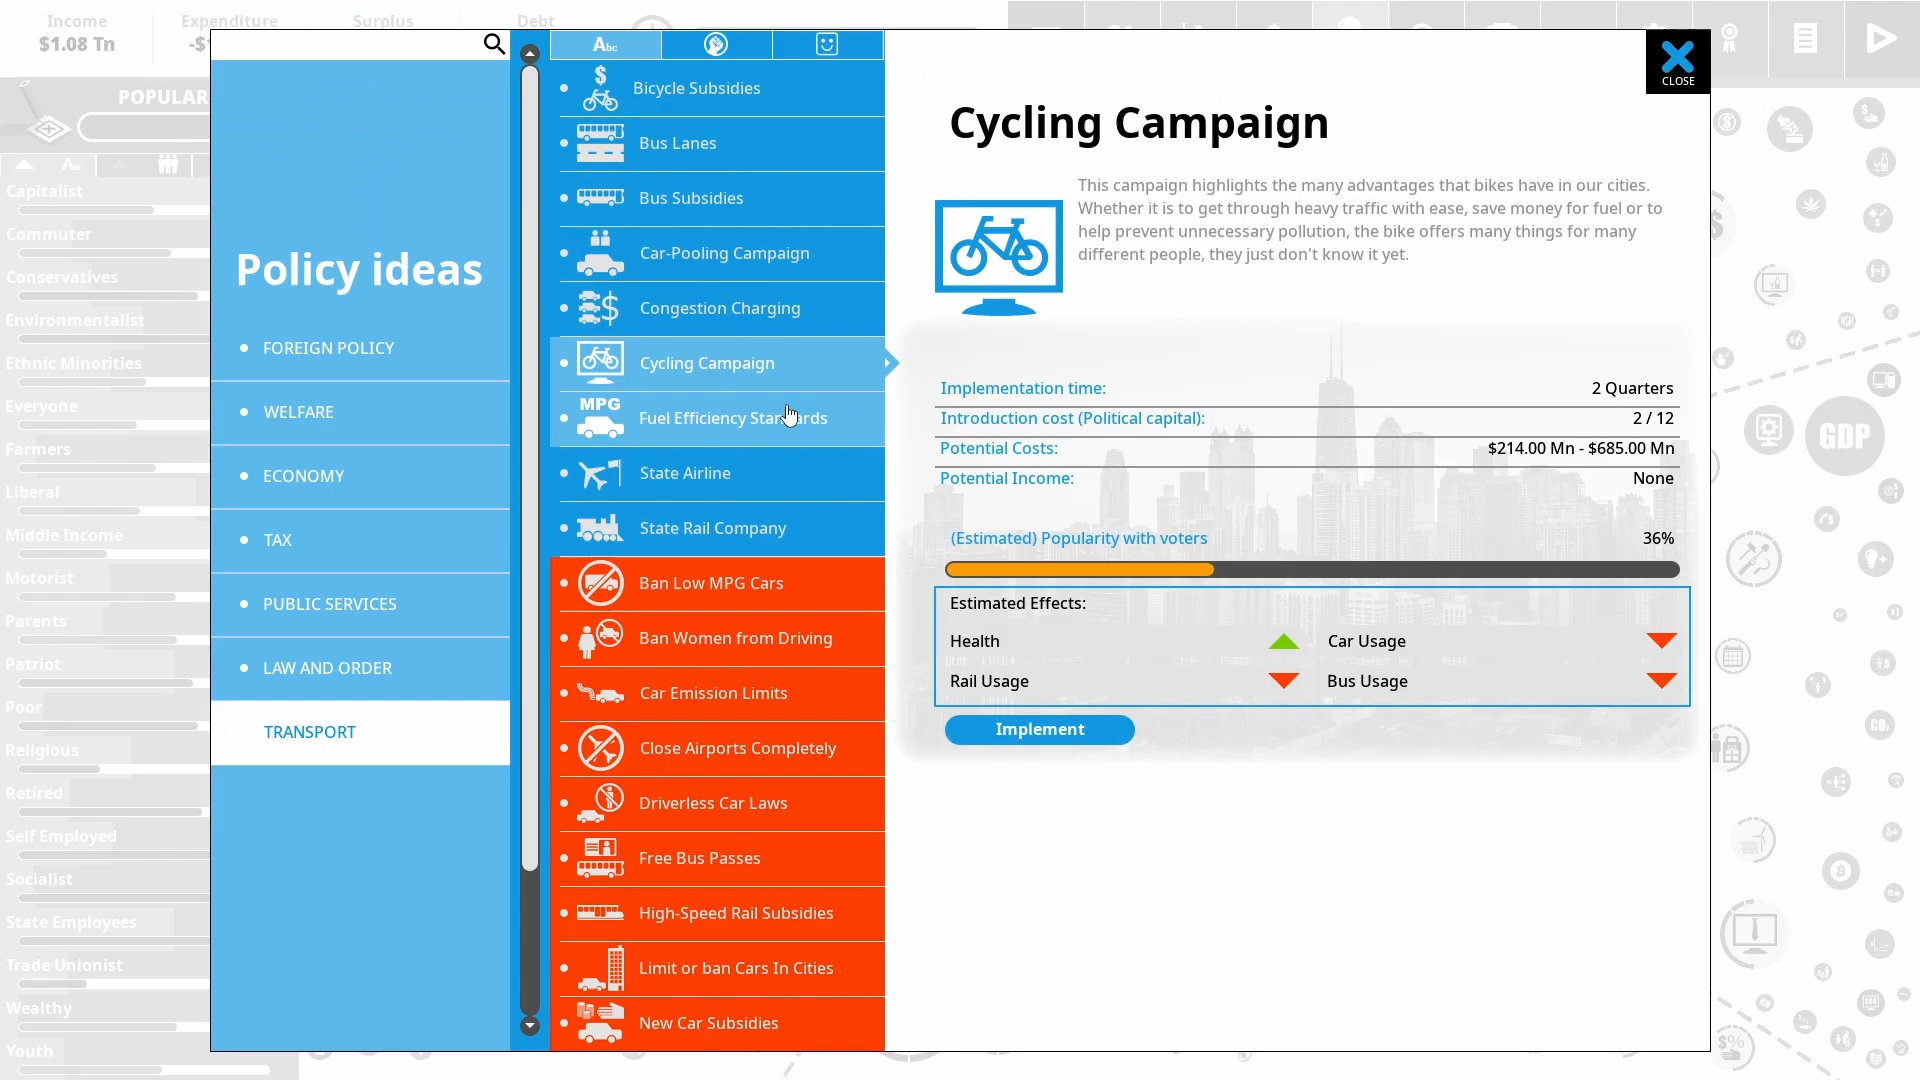 Income
$1.08 Tn
Expenditure
Surplus
Debt
POPULAR
Abc
Capitalist
Commuter
Conservatives
Environmentalist
Ethnic Minorities
Everyone
Farmers
Liberal
Middle Income
Motorist
Parents
Patriot
Poor
Religious
Retired
Self Employed
Socialist
State Employees
Trade Unionist
Wealthy
Youth
Policy ideas
FOREIGN POLICY
WELFARE
ECONOMY
TAX
PUBLIC SERVICES
LAW AND ORDER
TRANSPORT
Bicycle Subsidies
Bus Lanes
Bus Subsidies
Car-Pooling Campaign
Congestion Charging
Cycling Campaign
MPG
Fuel Efficiency Standards
State Airline
State Rail Company
Ban Low MPG Cars
Ban Women from Driving
Car Emission Limits
Close Airports Completely
Driverless Car Laws
Free Bus Passes
High-Speed Rail Subsidies
Limit or ban Cars In Cities
New Car Subsidies
CLOSE
Cycling Campaign
This campaign highlights the many advantages that bikes have in our cities.
Whether it is to get through heavy traffic with ease, save money for fuel or to
help prevent unnecessary pollution, the bike offers many things for many
different people, they just don't know it yet.
Implementation time: 2 Quarters
Introduction cost (Political capital): 2 / 12
Potential Costs: $214.00 Mn - $685.00 Mn
Potential Income: None
(Estimated) Popularity with voters 36%
Estimated Effects:
Health Car Usage
Rail Usage Bus Usage
Implement
GDP
CO₂